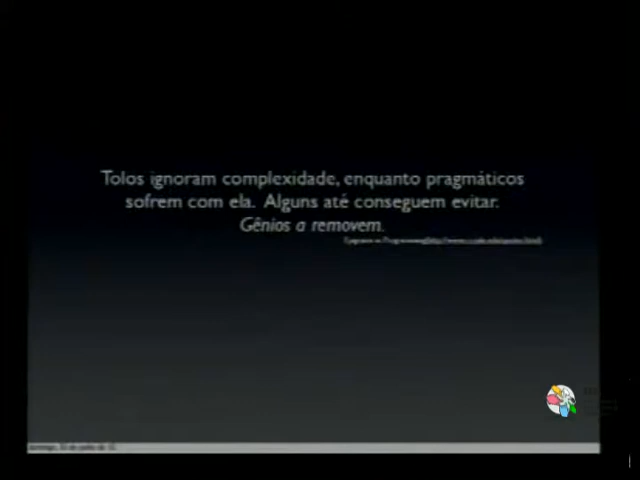 Tolos ignoram complexidade, enquanto pragmáticos
sofrem com ela. Alguns até conseguem evitar.
Gênios a removem.